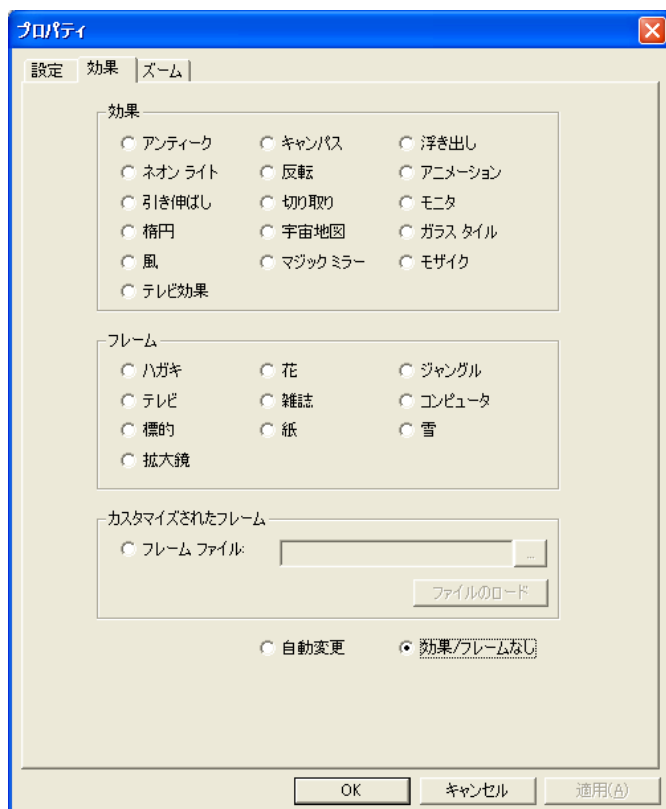 プロパティ
設定 効果 ズーム
効果
アンティーク キャンパス 浮き出し
ネオン ライト 反転 アニメーション
引き伸ばし 切り取り モニタ
楕円 宇宙地図 ガラス タイル
風 マジック ミラー モザイク
テレビ効果
フレーム
ハガキ 花 ジャングル
テレビ 雑誌 コンピュータ
標的 紙 雪
拡大鏡
カスタマイズされたフレーム
フレーム ファイル: ...
ファイルのロード
自動変更 効果/フレームなし
OK キャンセル 適用(A)